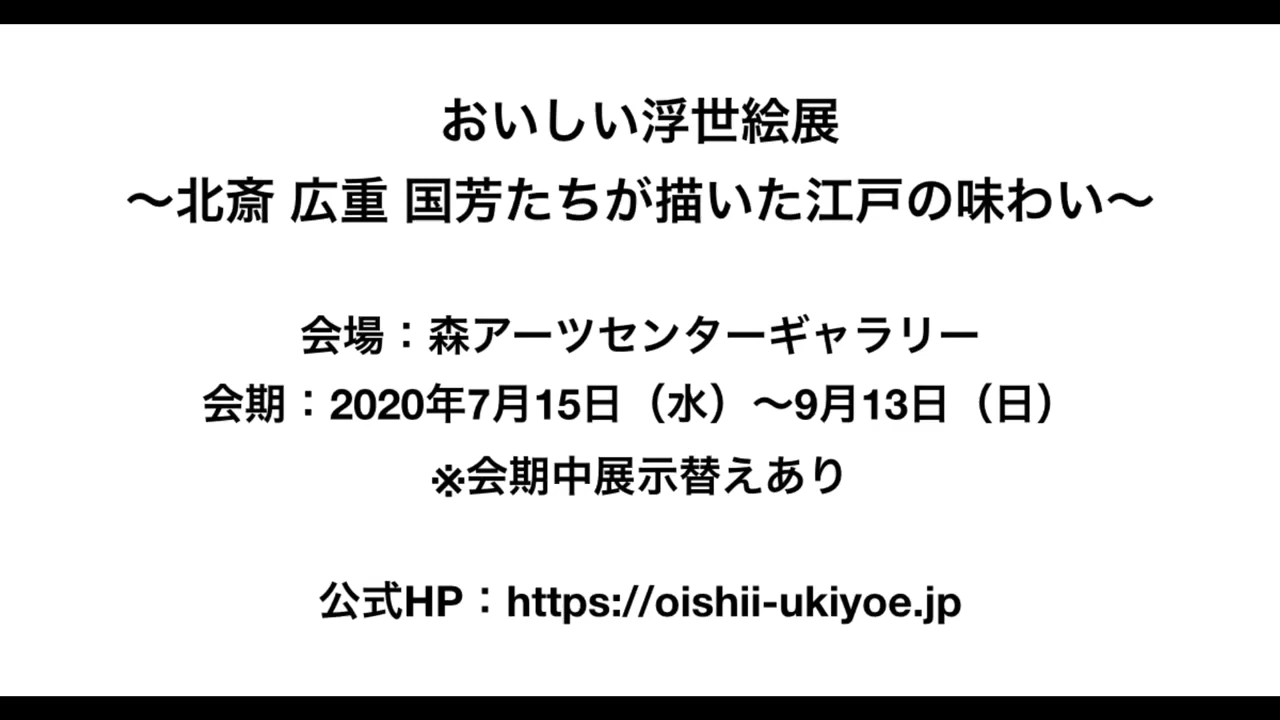 おいしい浮世絵展
〜北斎 広重 国芳たちが描いた江戸の味わい〜
会場：森アーツセンターギャラリー
会期：2020年7月15日（水）〜9月13日（日）
※会期中展示替えあり
公式HP：https://oishii-ukiyoe.jp